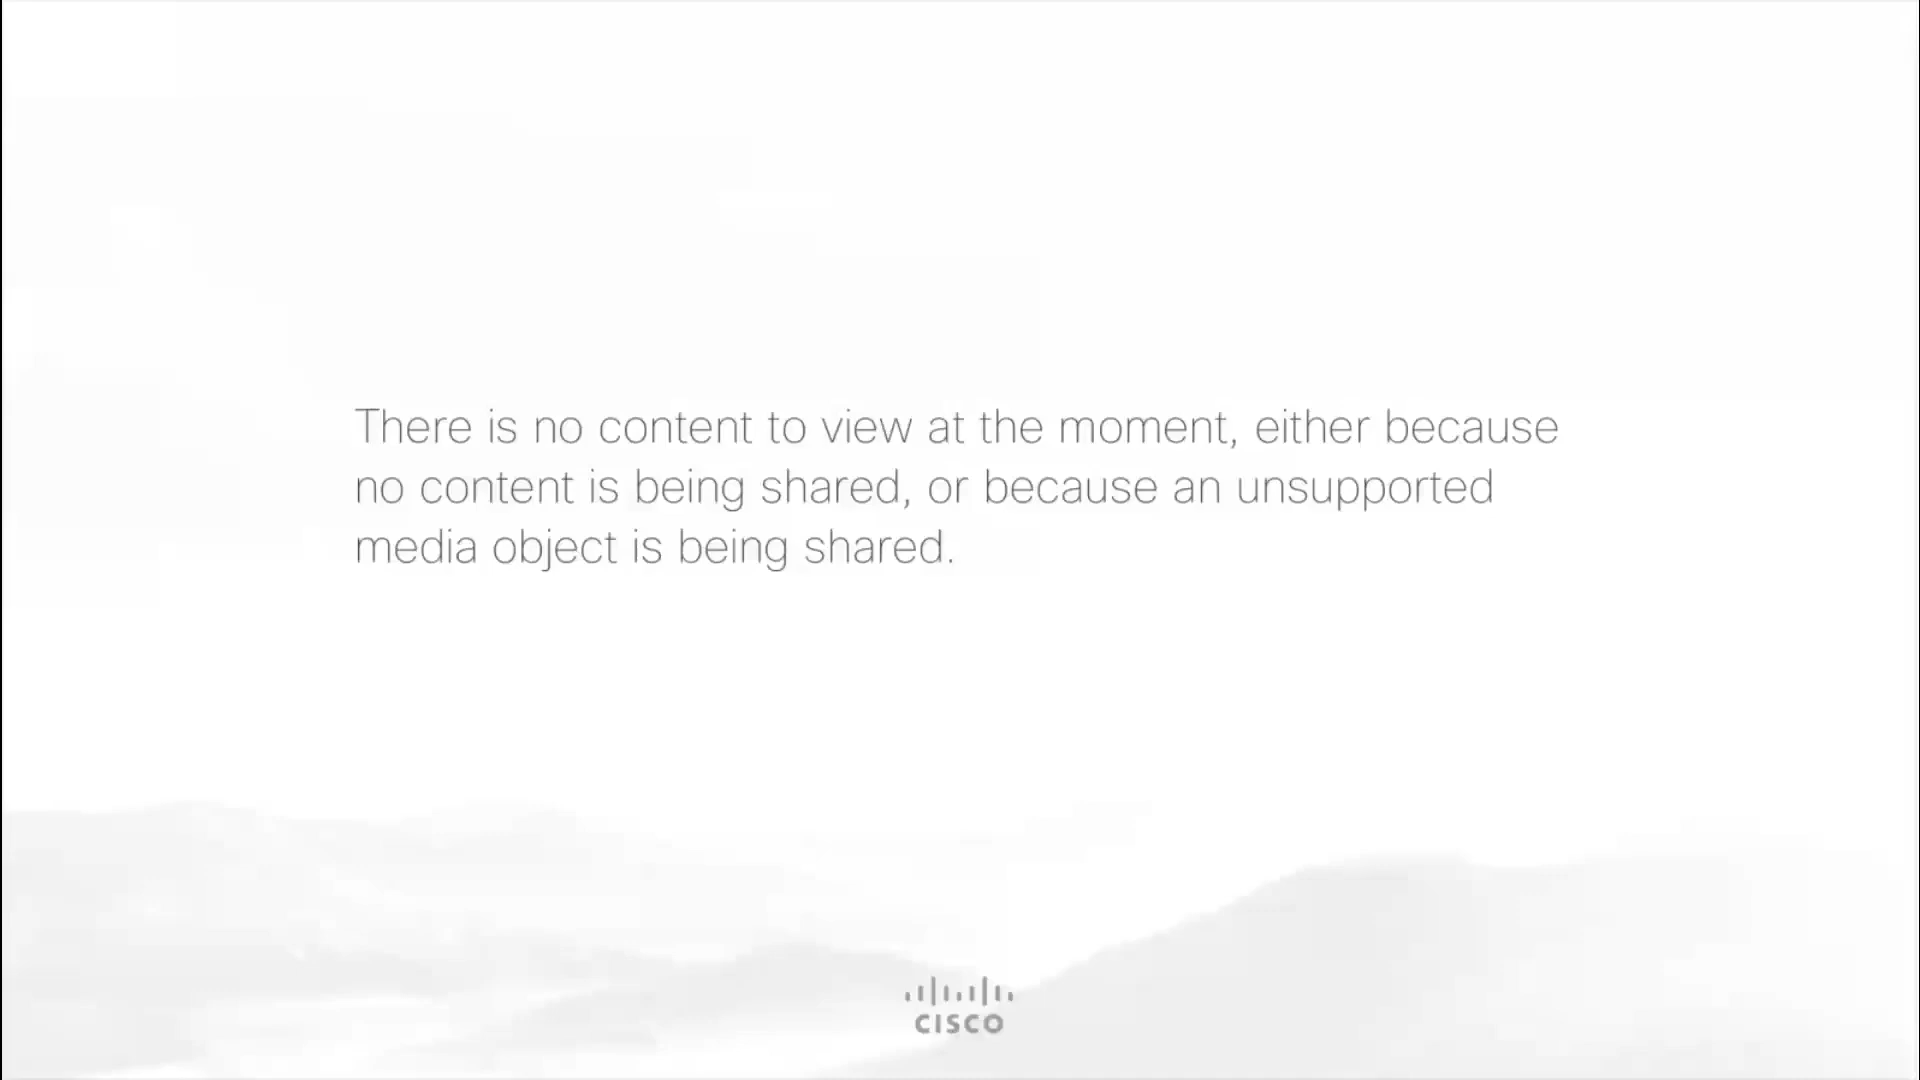 There is no content to view at the moment, either because
no content is being shared, or because an unsupported
media object is being shared.
CISCO